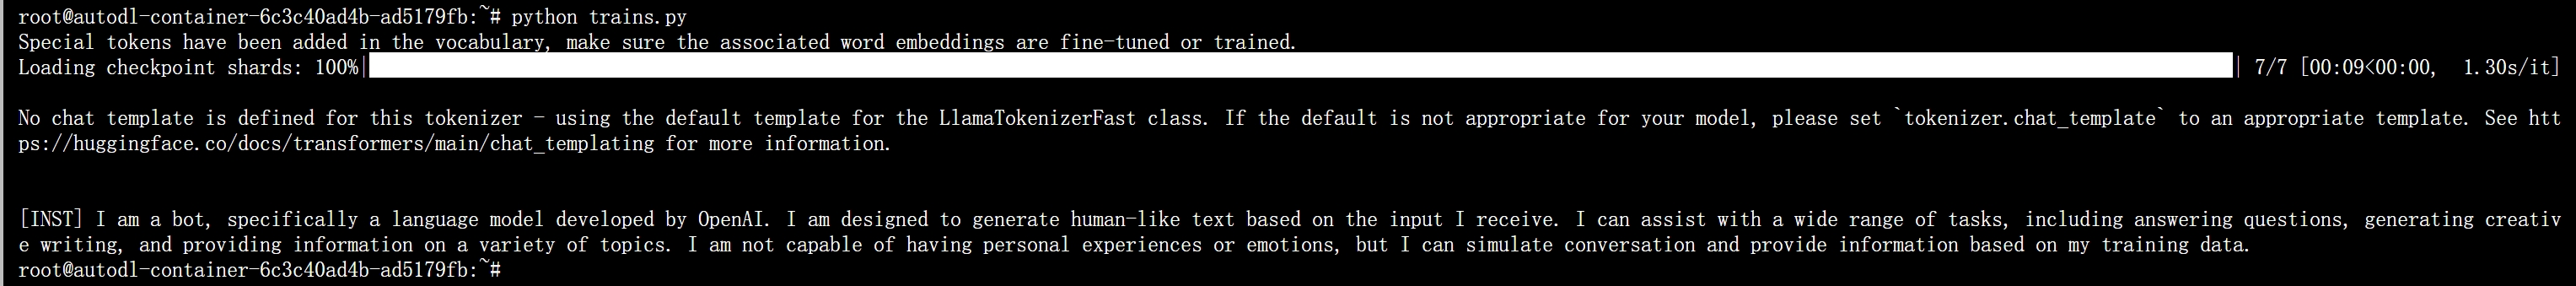 root@autodl-container-6c3c40ad4b-ad5179fb:~# python trains.py
Special tokens have been added in the vocabulary, make sure the associated word embeddings are fine-tuned or trained.
Loading checkpoint shards: 100%| | 7/7 [00:09<00:00, 1.30s/it]
No chat template is defined for this tokenizer - using the default template for the LlamaTokenizerFast class. If the default is not appropriate for your model, please set `tokenizer.chat_template` to an appropriate template. See htt
ps://huggingface.co/docs/transformers/main/chat_templating for more information.
[INST] I am a bot, specifically a language model developed by OpenAI. I am designed to generate human-like text based on the input I receive. I can assist with a wide range of tasks, including answering questions, generating creativ
e writing, and providing information on a variety of topics. I am not capable of having personal experiences or emotions, but I can simulate conversation and provide information based on my training data.
root@autodl-container-6c3c40ad4b-ad5179fb:~#